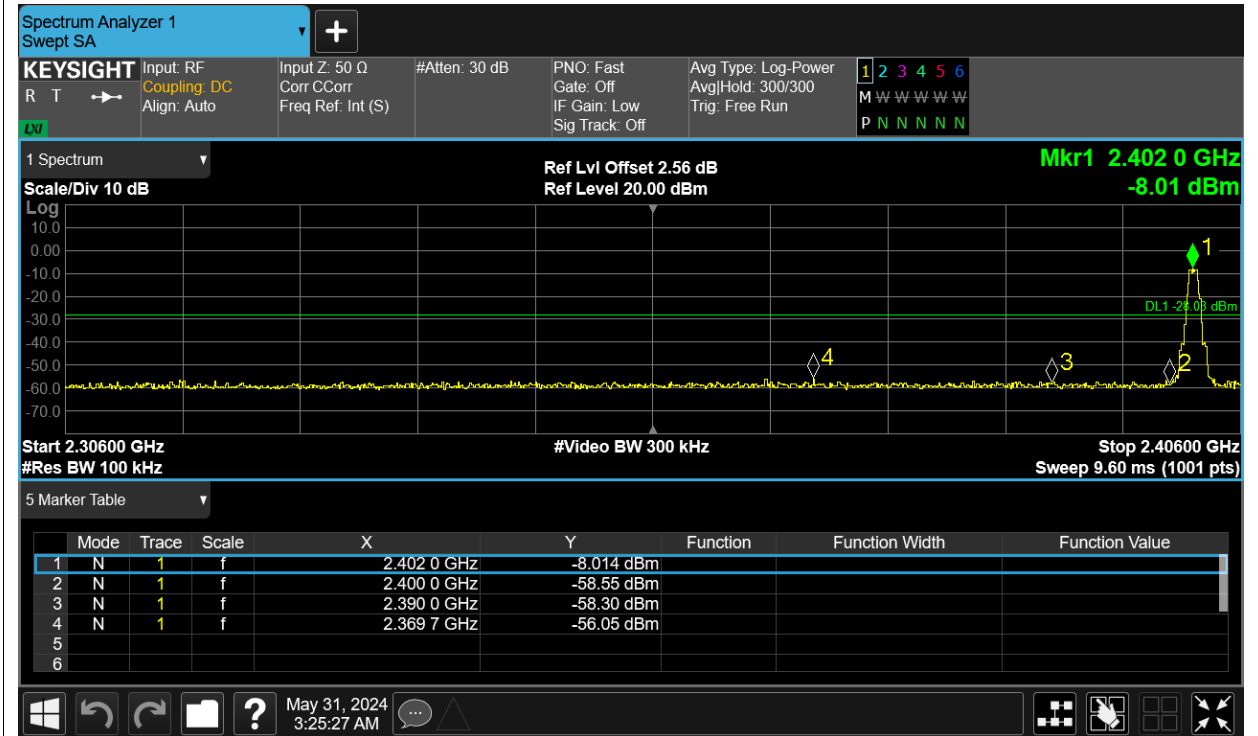 Spectrum Analyzer 1
Swept SA
+
KEYSIGHT
R T
LXI
Input: RF
Coupling: DC
Align: Auto
Input Z: 50 Ω
Corr CCorr
Freq Ref: Int (S)
#Atten: 30 dB
PNO: Fast
Gate: Off
IF Gain: Low
Sig Track: Off
Avg Type: Log-Power
Avg|Hold: 300/300
Trig: Free Run
1 2 3 4 5 6
M W W W W W
P N N N N N
1 Spectrum
Scale/Div 10 dB
Ref Lvl Offset 2.56 dB
Ref Level 20.00 dBm
Mkr1 2.402 0 GHz
-8.01 dBm
Log
10.0
0.00
-10.0
-20.0
-30.0
-40.0
-50.0
-60.0
-70.0
1
DL1 -28.03 dBm
4
3
2
Start 2.30600 GHz
#Res BW 100 kHz
#Video BW 300 kHz
Stop 2.40600 GHz
Sweep 9.60 ms (1001 pts)
5 Marker Table
Mode Trace Scale X Y Function Function Width Function Value
1 N 1 f 2.402 0 GHz -8.014 dBm
2 N 1 f 2.400 0 GHz -58.55 dBm
3 N 1 f 2.390 0 GHz -58.30 dBm
4 N 1 f 2.369 7 GHz -56.05 dBm
5
6
?
May 31, 2024
3:25:27 AM